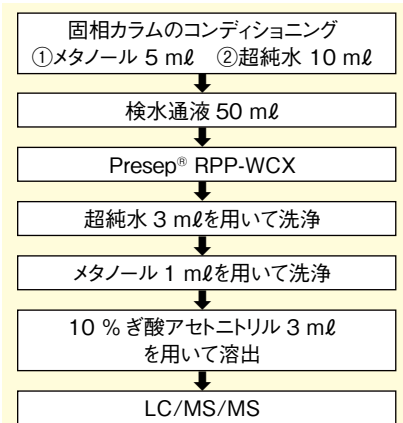 固相カラムのコンディショニング
①メタノール 5 mℓ ②超純水 10 mℓ
検水通液 50 mℓ
Presep® RPP-WCX
超純水 3 mℓを用いて洗浄
メタノール 1 mℓを用いて洗浄
10 % ぎ酸アセトニトリル 3 mℓ
を用いて溶出
LC/MS/MS